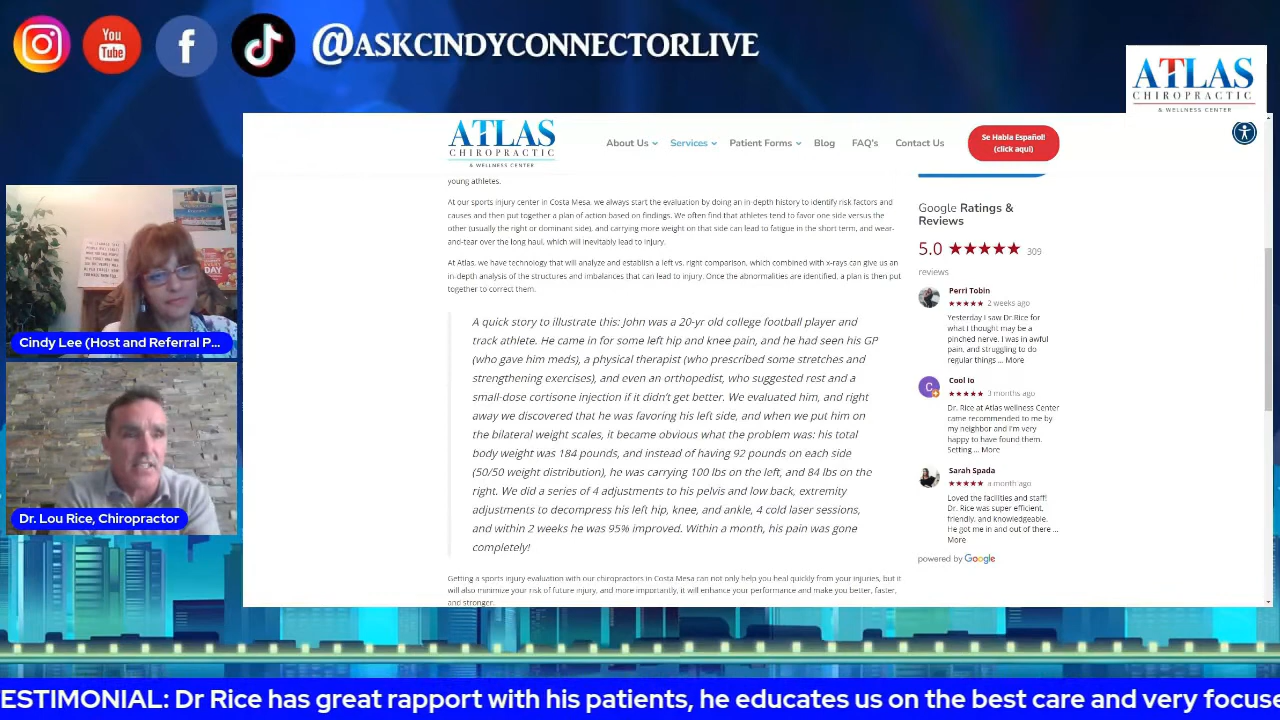 You
Tube
@ASKCINDYCONNECTORLIVE
ATLAS
CHIROPRACTIC
& WELLNESS CENTER
ATLAS
CHIROPRACTIC
& WELLNESS CENTER
About Us
Services
Patient Forms
Blog
FAQ's
Contact Us
Se Habla Español!
(click aqui)
young athletes.
At our sports injury center in Costa Mesa, we always start the evaluation by doing an in-depth history to identify risk factors and
causes and then put together a plan of action based on findings. We often find that athletes tend to favor one side versus the
other (usually the right or dominant side), and carrying more weight on that side can lead to fatigue in the short term, and wear-
and-tear over the long haul, which will inevitably lead to injury.
At Atlas, we have technology that will analyze and establish a left vs. right comparison, which combined with x-rays can give us an
in-depth analysis of the structures and imbalances that can lead to injury. Once the abnormalities are identified, a plan is then put
together to correct them.
A quick story to illustrate this: John was a 20-yr old college football player and
track athlete. He came in for some left hip and knee pain, and he had seen his GP
(who gave him meds), a physical therapist (who prescribed some stretches and
strengthening exercises), and even an orthopedist, who suggested rest and a
small-dose cortisone injection if it didn't get better. We evaluated him, and right
away we discovered that he was favoring his left side, and when we put him on
the bilateral weight scales, it became obvious what the problem was: his total
body weight was 184 pounds, and instead of having 92 pounds on each side
(50/50 weight distribution), he was carrying 100 lbs on the left, and 84 lbs on the
right. We did a series of 4 adjustments to his pelvis and low back, extremity
adjustments to decompress his left hip, knee, and ankle, 4 cold laser sessions,
and within 2 weeks he was 95% improved. Within a month, his pain was gone
completely!
Getting a sports injury evaluation with our chiropractors in Costa Mesa can not only help you heal quickly from your injuries, but it
will also minimize your risk of future injury, and more importantly, it will enhance your performance and make you better, faster,
and stronger.
Google Ratings &
Reviews
5.0 ★★★★★ 309
reviews
Perri Tobin
★★★★★ 2 weeks ago
Yesterday I saw Dr.Rice for
what I thought may be a
pinched nerve. I was in awful
pain, and struggling to do
regular things ... More
C
Cool Io
★★★★★ 3 months ago
Dr. Rice at Atlas wellness Center
came recommended to me by
my neighbor and I'm very
happy to have found them.
Setting ... More
Sarah Spada
★★★★★ a month ago
Loved the facilities and staff!
Dr. Rice was super efficient,
friendly, and knowledgeable.
He got me in and out of there ...
More
powered by Google
Cindy Lee (Host and Referral P...
Dr. Lou Rice, Chiropractor
ESTIMONIAL: Dr Rice has great rapport with his patients, he educates us on the best care and very focuse